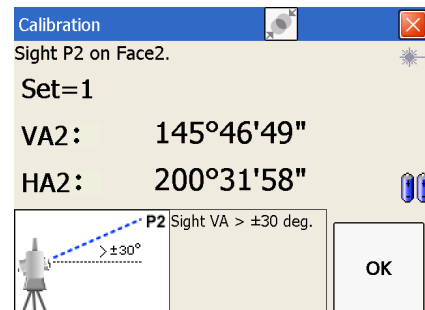 Calibration
Sight P2 on Face2.
Set=1
VA2: 145°46'49"
HA2: 200°31'58"
P2
>±30°
Sight VA > ±30 deg.
OK